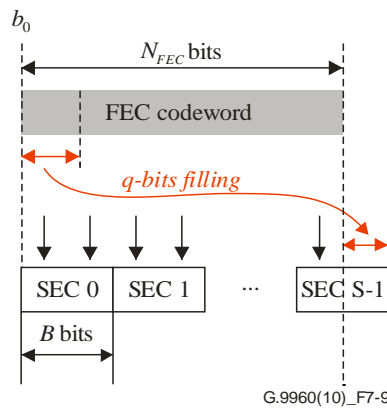 b0
NFEC bits
FEC codeword
q-bits filling
SEC 0 SEC 1 ... SEC S-1
B bits
G.9960(10)_F7-9